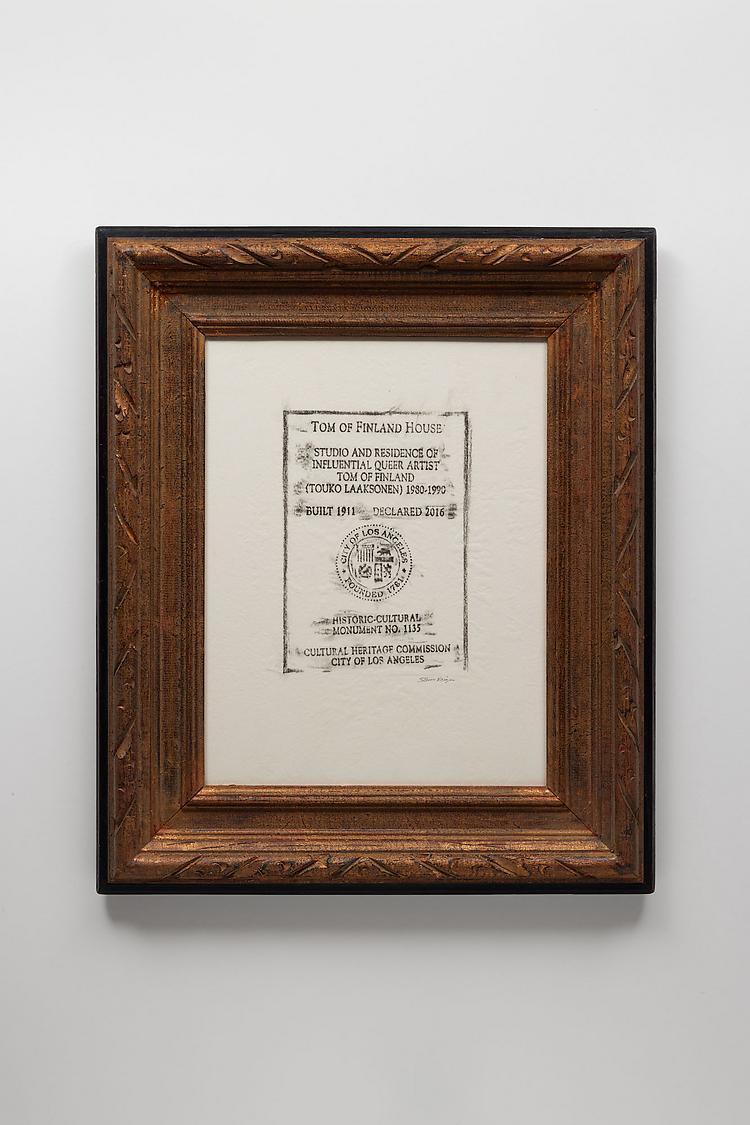 TOM OF FINLAND HOUSE
STUDIO AND RESIDENCE OF
INFLUENTIAL QUEER ARTIST
TOM OF FINLAND
(TOUKO LAAKSONEN) 1980-1990
BUILT 1911 DECLARED 2016
CITY OF LOS ANGELES
FOUNDED 1781
HISTORIC-CULTURAL
MONUMENT NO. 1135
CULTURAL HERITAGE COMMISSION
CITY OF LOS ANGELES